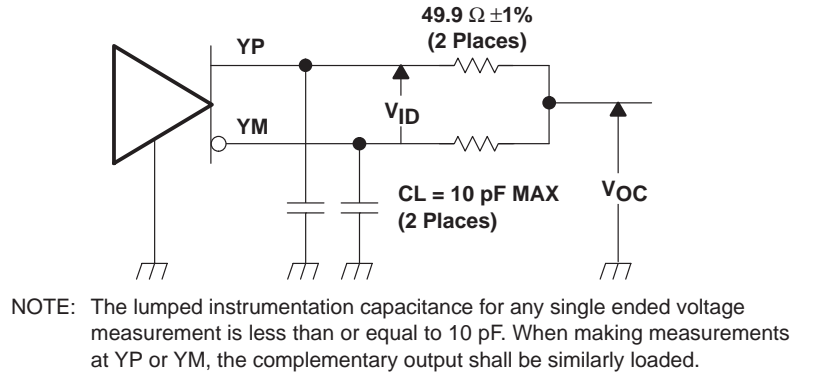 49.9 Ω ±1%
(2 Places)
YP
VID
YM
CL = 10 pF MAX
(2 Places)
VOC
NOTE: The lumped instrumentation capacitance for any single ended voltage
measurement is less than or equal to 10 pF. When making measurements
at YP or YM, the complementary output shall be similarly loaded.